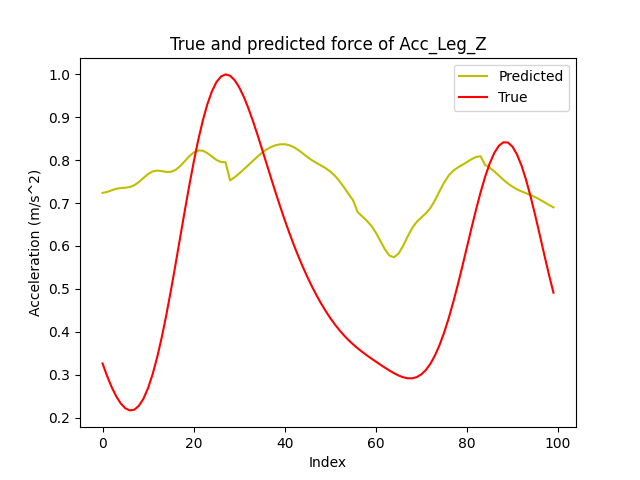 True and predicted force of Acc_Leg_Z
Predicted
True
Acceleration (m/s^2)
1.0
0.9
0.8
0.7
0.6
0.5
0.4
0.3
0.2
0 20 40 60 80 100
Index